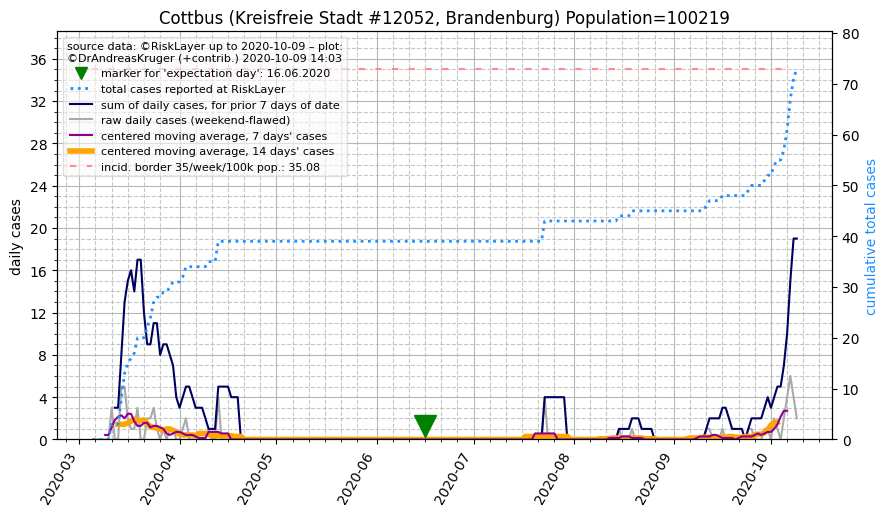 Cottbus (Kreisfreie Stadt #12052, Brandenburg) Population=100219
source data: ©RiskLayer up to 2020-10-09 – plot:
©DrAndreasKruger (+contrib.) 2020-10-09 14:03
marker for 'expectation day': 16.06.2020
total cases reported at RiskLayer
sum of daily cases, for prior 7 days of date
raw daily cases (weekend-flawed)
centered moving average, 7 days' cases
centered moving average, 14 days' cases
incid. border 35/week/100k pop.: 35.08
daily cases
36
32
28
24
20
16
12
8
4
0
cumulative total cases
80
70
60
50
40
30
20
10
0
2020-03
2020-04
2020-05
2020-06
2020-07
2020-08
2020-09
2020-10